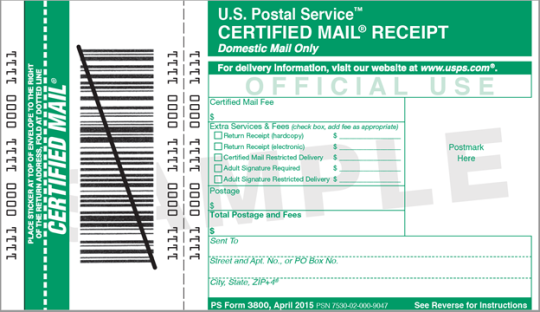 PLACE STICKER AT TOP OF ENVELOPE TO THE RIGHT
OF THE RETURN ADDRESS, FOLD AT DOTTED LINE
CERTIFIED MAIL®
1111 0000 1111
1111 0000 1111
1111 0000 1111
1111 0000 1111
U.S. Postal Service™
CERTIFIED MAIL® RECEIPT
Domestic Mail Only
For delivery information, visit our website at www.usps.com®.
OFFICIAL USE
Certified Mail Fee
$
Extra Services & Fees (check box, add fee as appropriate)
Return Receipt (hardcopy) $
Return Receipt (electronic) $
Certified Mail Restricted Delivery $
Adult Signature Required $
Adult Signature Restricted Delivery $
Postage
$
Total Postage and Fees
$
Postmark
Here
SAMPLE
Sent To
Street and Apt. No., or PO Box No.
City, State, ZIP+4®
PS Form 3800, April 2015 PSN 7530-02-000-9047 See Reverse for Instructions